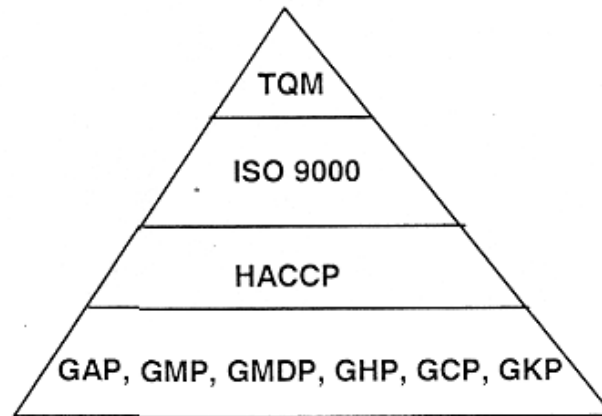 TQM
ISO 9000
HACCP
GAP, GMP, GMDP, GHP, GCP, GKP